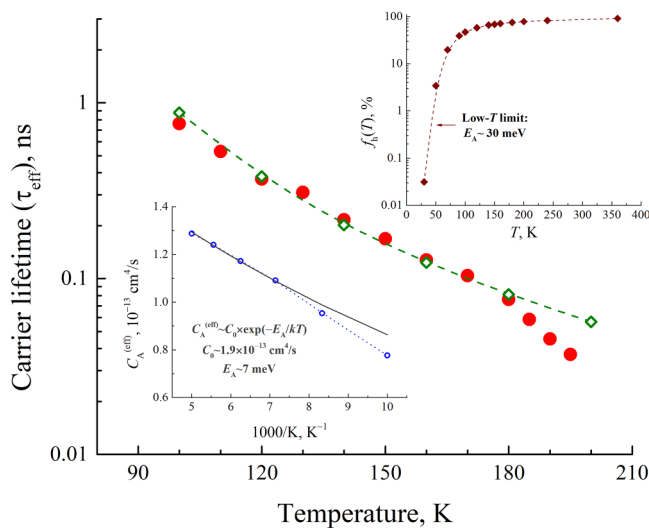 Carrier lifetime (τeff), ns
1
0.1
0.01
90
120
150
180
210
Temperature, K
fh(T), %
100
10
1
0.1
0.01
0 50 100 150 200 250 300 350 400
T, K
Low-T limit:
EA~ 30 meV
CA(eff), 10−13 cm4/s
1.4
1.2
1.0
0.8
0.6
5 6 7 8 9 10
1000/K, K−1
CA(eff)~C0×exp(−EA/kT)
C0~1.9×10−13 cm4/s
EA~7 meV